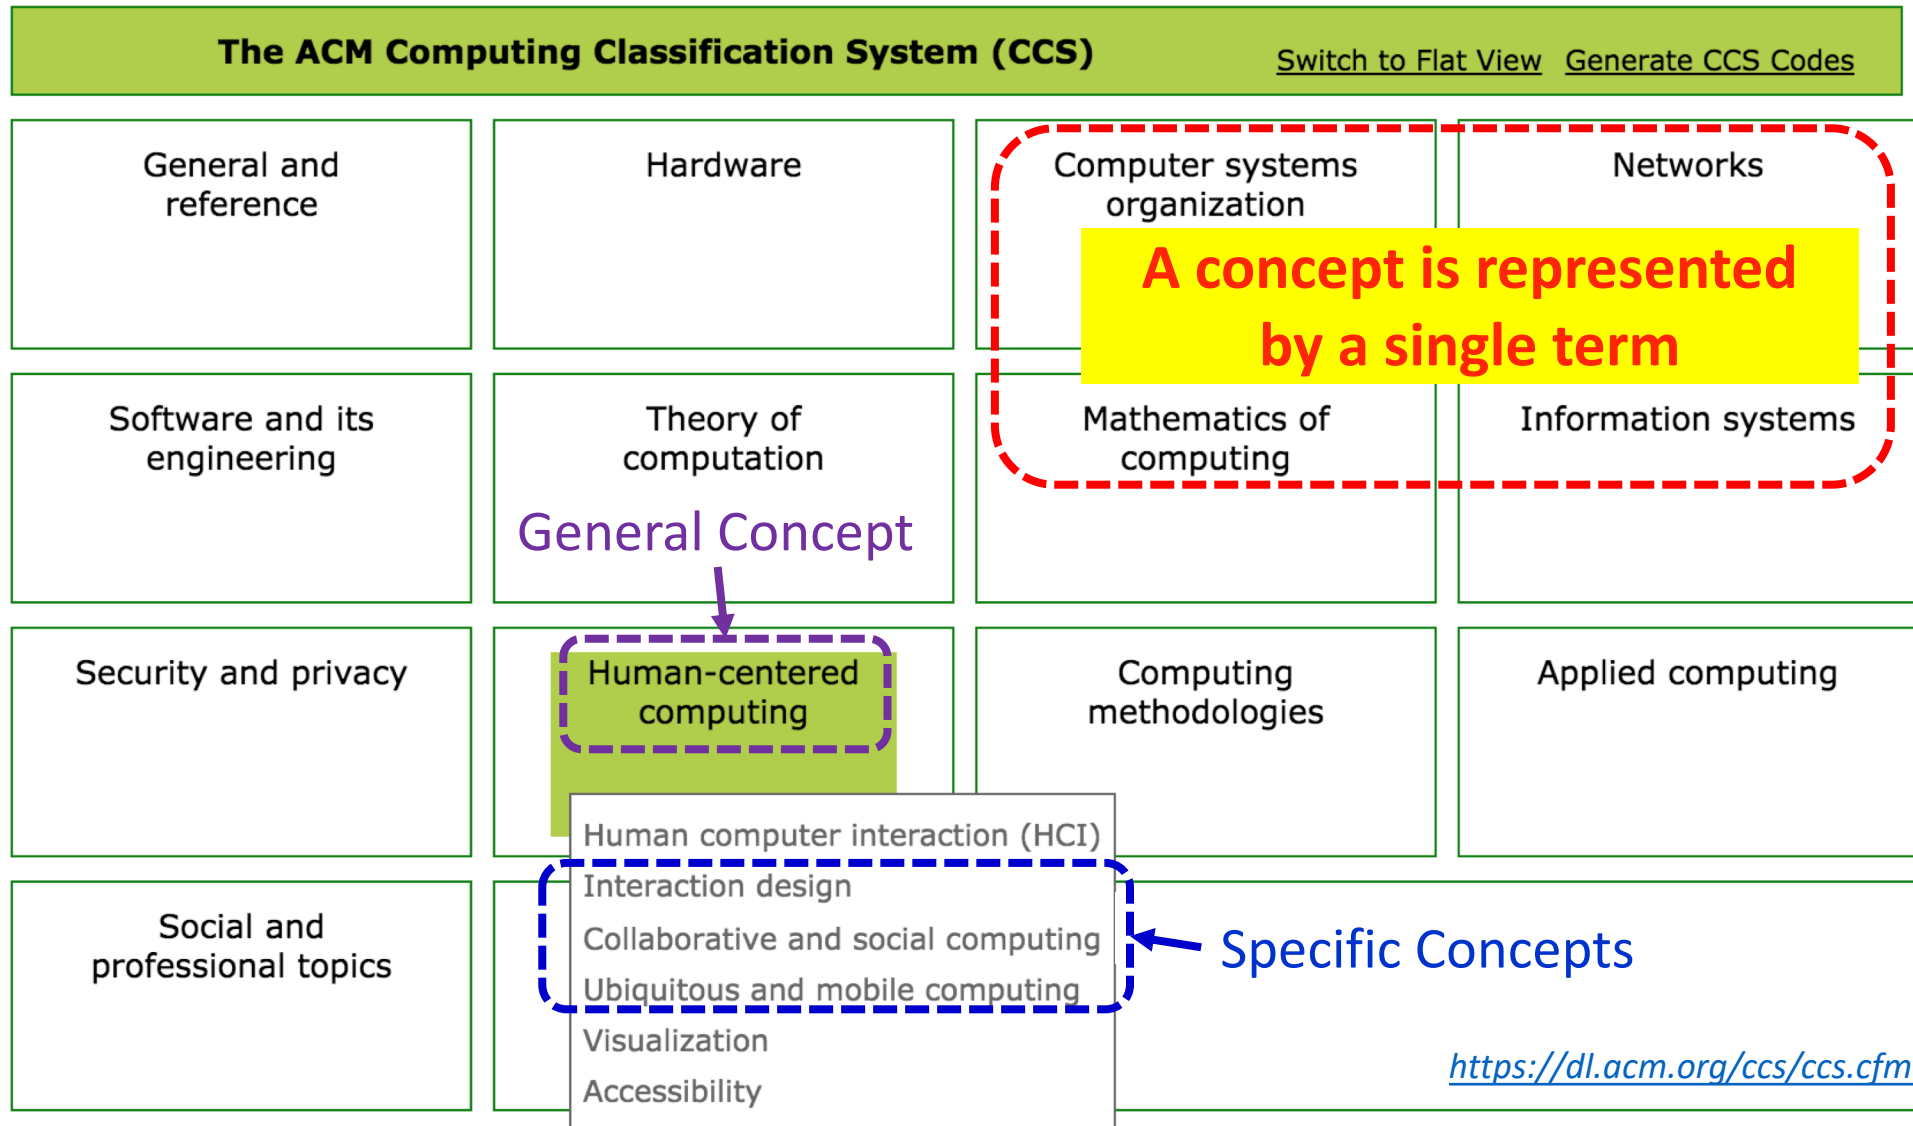 The ACM Computing Classification System (CCS)
Switch to Flat View Generate CCS Codes
General and
reference
Hardware
Computer systems
organization
Networks
A concept is represented
by a single term
Software and its
engineering
Theory of
computation
Mathematics of
computing
Information systems
General Concept
Security and privacy
Human-centered
computing
Computing
methodologies
Applied computing
Human computer interaction (HCI)
Interaction design
Collaborative and social computing
Ubiquitous and mobile computing
Visualization
Accessibility
Specific Concepts
Social and
professional topics
https://dl.acm.org/ccs/ccs.cfm